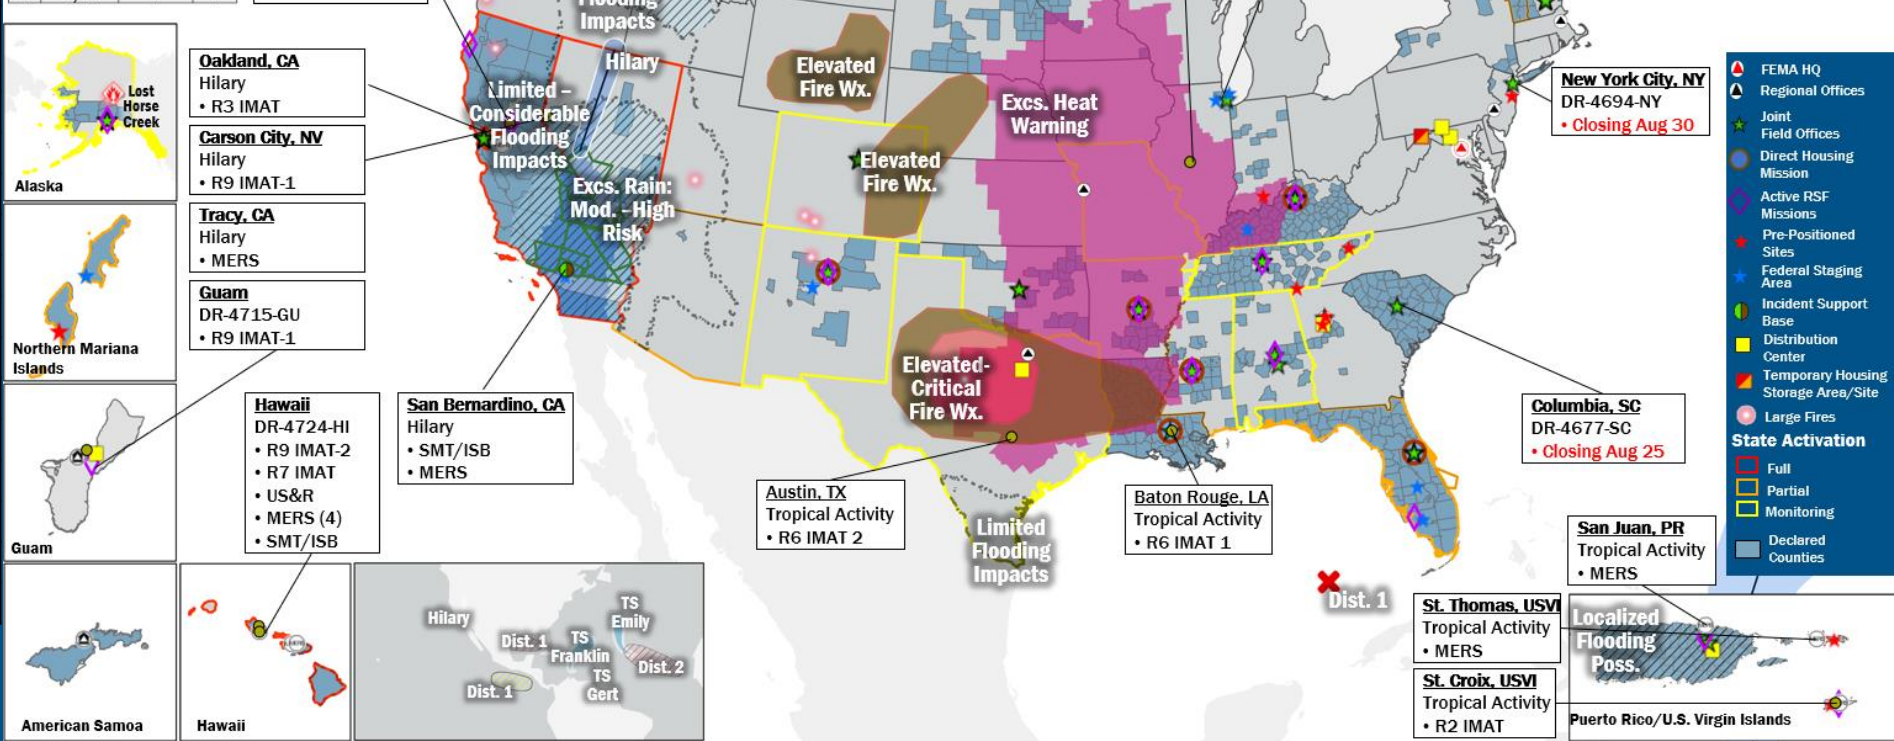 Flooding
Impacts
Hilary
Limited –
Considerable
Flooding
Impacts
Excs. Rain:
Mod. -High
Risk
Elevated
Fire Wx.
Elevated
Fire Wx.
Excs. Heat
Warning
Elevated-
Critical
Fire Wx.
Limited
Flooding
Impacts
Dist. 1
Lost
Horse
Creek
Alaska
Northern Mariana
Islands
Guam
American Samoa
Hawaii
Oakland, CA
Hilary
• R3 IMAT
Carson City, NV
Hilary
• R9 IMAT-1
Tracy, CA
Hilary
• MERS
Guam
DR-4715-GU
• R9 IMAT-1
Hawaii
DR-4724-HI
• R9 IMAT-2
• R7 IMAT
• US&R
• MERS (4)
• SMT/ISB
San Bernardino, CA
Hilary
• SMT/ISB
• MERS
Austin, TX
Tropical Activity
• R6 IMAT 2
Baton Rouge, LA
Tropical Activity
• R6 IMAT 1
New York City, NY
DR-4694-NY
• Closing Aug 30
Columbia, SC
DR-4677-SC
• Closing Aug 25
San Juan, PR
Tropical Activity
• MERS
St. Thomas, USVI
Tropical Activity
• MERS
St. Croix, USVI
Tropical Activity
• R2 IMAT
Localized
Flooding
Poss.
Puerto Rico/U.S. Virgin Islands
Hilary
Dist. 1
Dist. 1
TS
Franklin
TS
Emily
TS
Gert
Dist. 2
FEMA HQ
Regional Offices
Joint
Field Offices
Direct Housing
Mission
Active RSF
Missions
Pre-Positioned
Sites
Federal Staging
Area
Incident Support
Base
Distribution
Center
Temporary Housing
Storage Area/Site
Large Fires
State Activation
Full
Partial
Monitoring
Declared
Counties